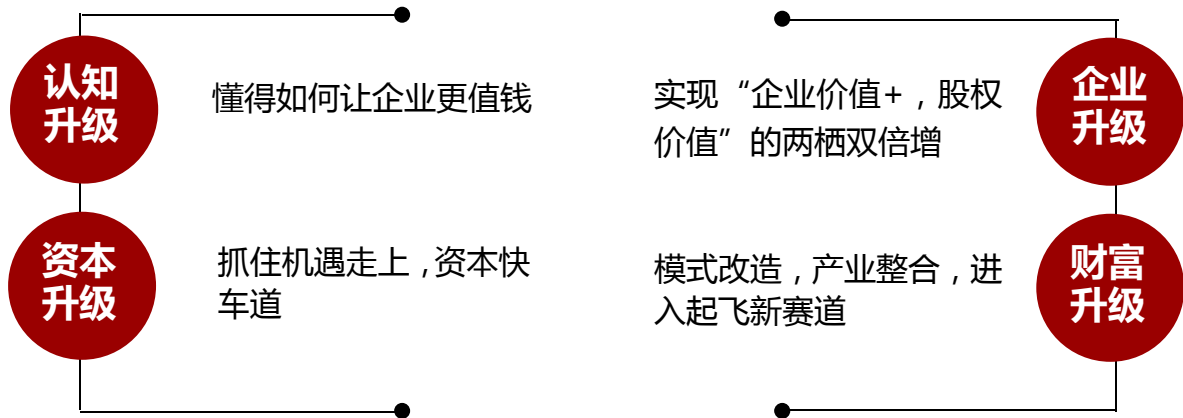 认知
升级
懂得如何让企业更值钱
资本
升级
抓住机遇走上,资本快
车道
实现“企业价值+,股权
价值”的两栖双倍增
企业
升级
模式改造,产业整合,进
入起飞新赛道
财富
升级